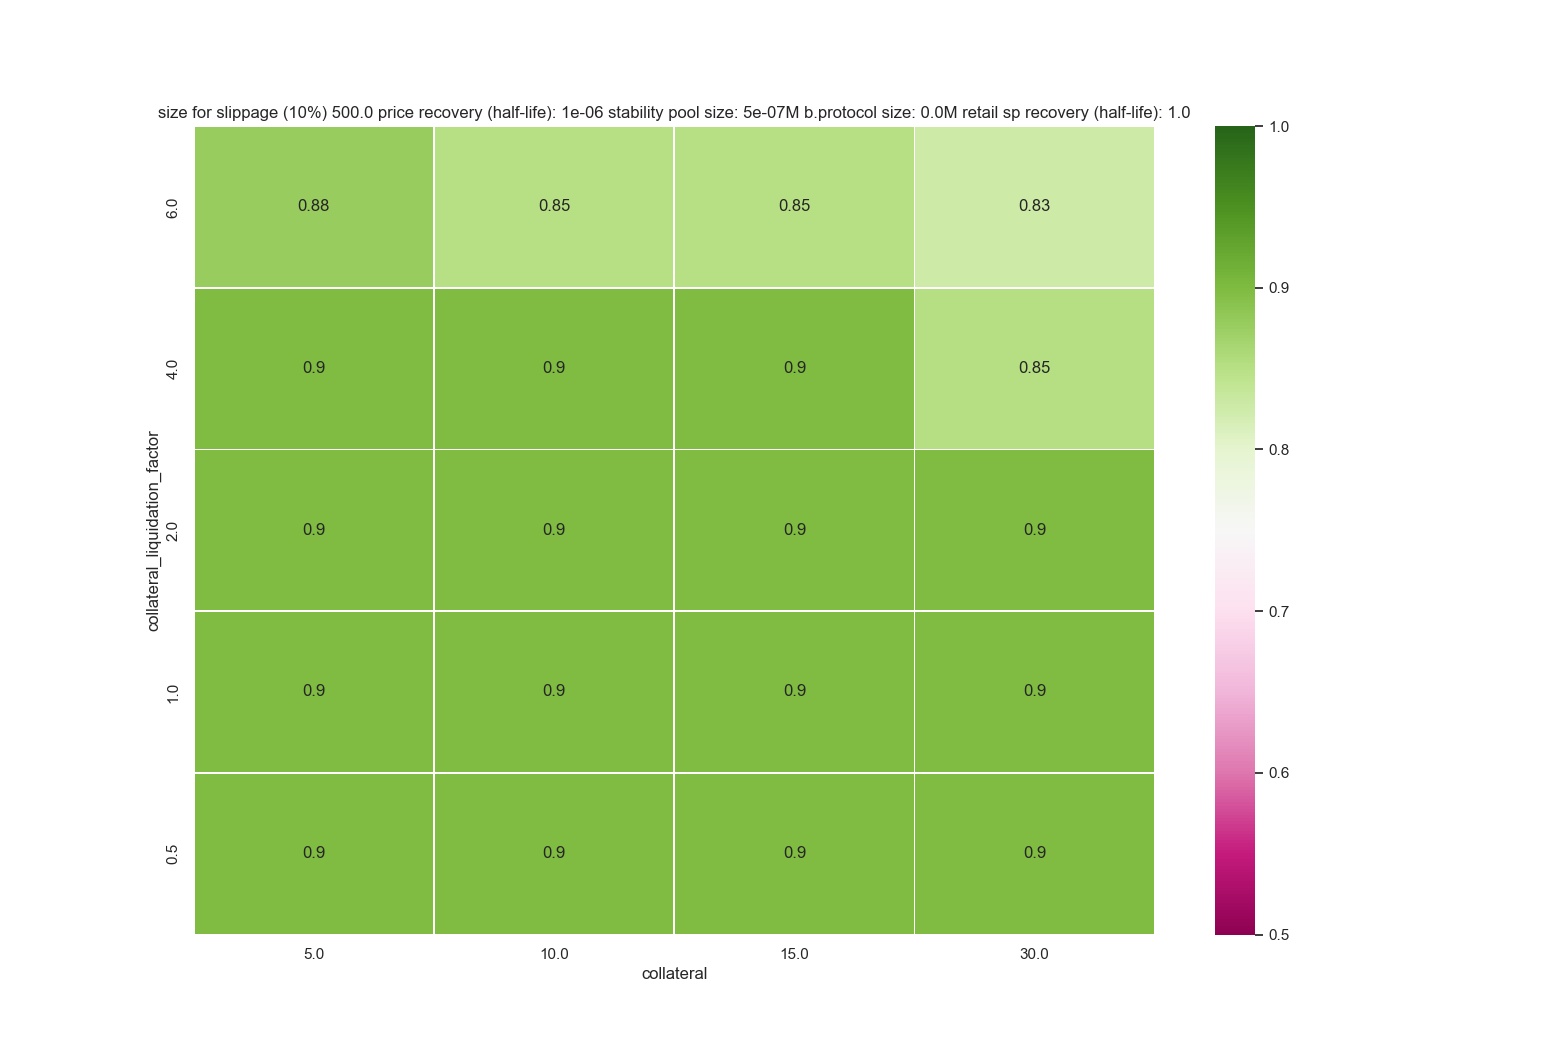 size for slippage (10%) 500.0 price recovery (half-life): 1e-06 stability pool size: 5e-07M b.protocol size: 0.0M retail sp recovery (half-life): 1.0
collateral_liquidation_factor
6.0
0.88 0.85 0.85 0.83
4.0
0.9 0.9 0.9 0.85
2.0
0.9 0.9 0.9 0.9
1.0
0.9 0.9 0.9 0.9
0.5
0.9 0.9 0.9 0.9
5.0 10.0 15.0 30.0
collateral
1.0
0.9
0.8
0.7
0.6
0.5